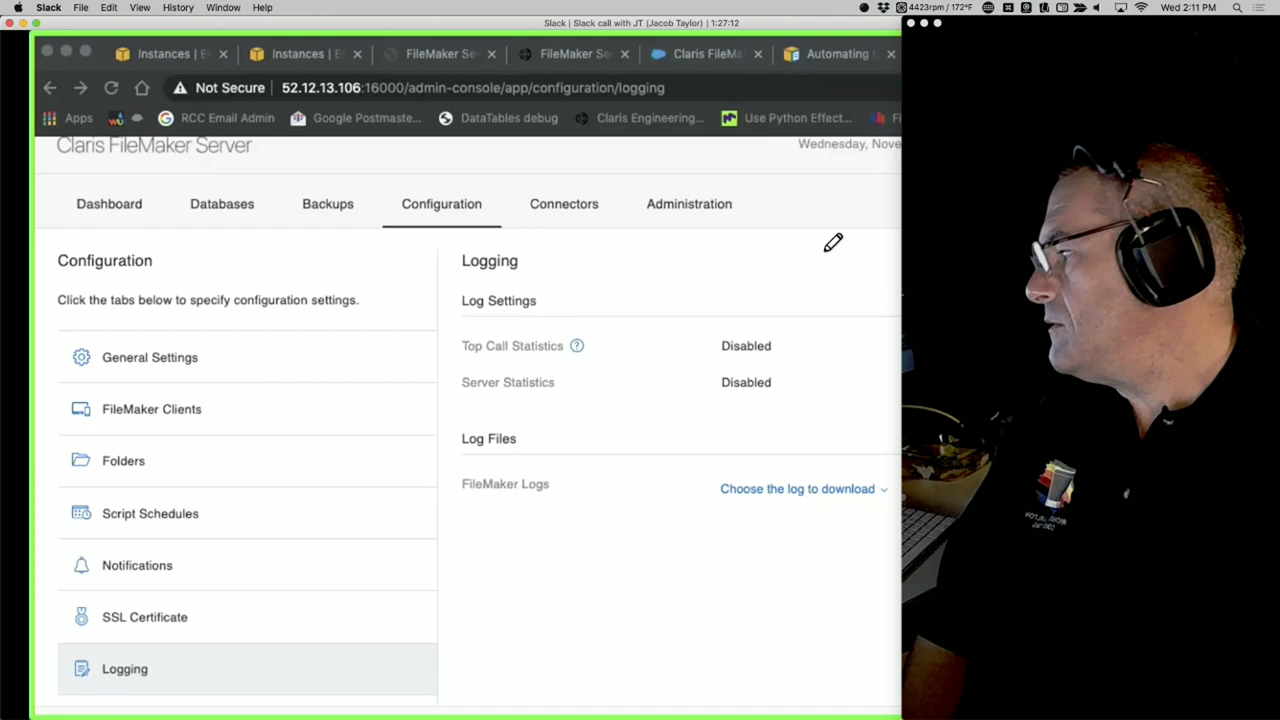 Slack File Edit View History Window Help 4423rpm / 172°F Wed 2:11 PM
Slack | Slack call with JT (Jacob Taylor) | 1:27:12
Instances | E Instances | E FileMaker Se FileMaker Se Claris FileMa Automating
Not Secure 52.12.13.106:16000/admin-console/app/configuration/logging
Apps RCC Email Admin Google Postmaste... DataTables debug Claris Engineering... Use Python Effect...
Claris FileMaker Server
Wednesday, Nove
Dashboard Databases Backups Configuration Connectors Administration
Configuration
Click the tabs below to specify configuration settings.
General Settings
FileMaker Clients
Folders
Script Schedules
Notifications
SSL Certificate
Logging
Logging
Log Settings
Top Call Statistics ? Disabled
Server Statistics Disabled
Log Files
FileMaker Logs Choose the log to download